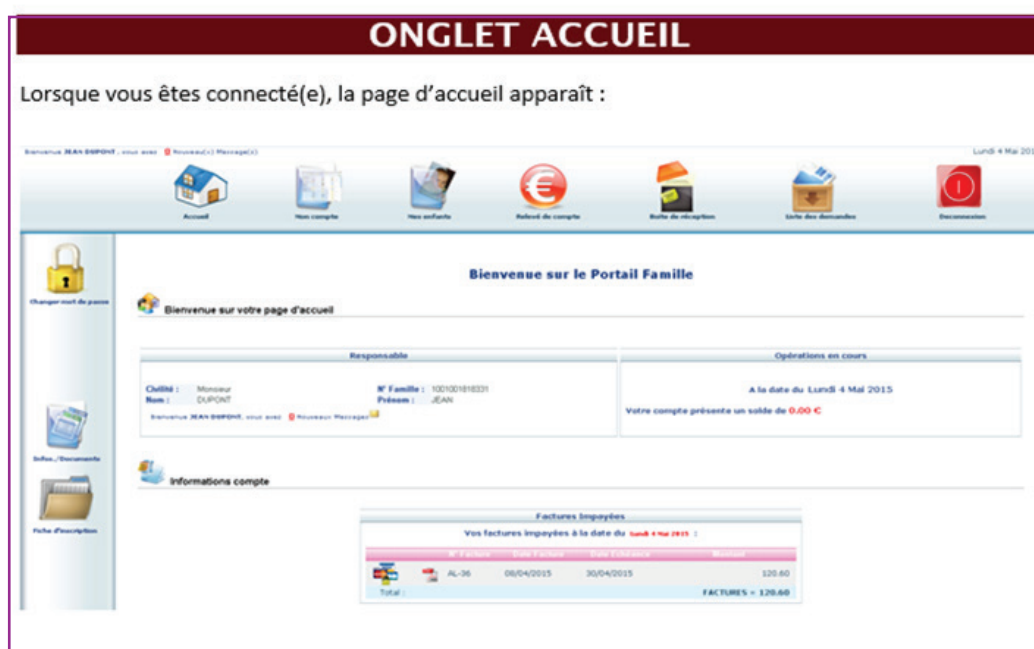 ONGLET ACCUEIL
Lorsque vous êtes connecté(e), la page d'accueil apparaît :
Bienvenue JEAN DUPONT, vous avez 0 Nouveau(x) Message(s)
Lundi 4 Mai 201
Accueil
Mon compte
Mes enfants
Relevé de compte
Boîte de réception
Liste des demandes
Deconnexion
Changer mot de passe
Bienvenue sur le Portail Famille
Bienvenue sur votre page d'accueil
Responsable
Opérations en cours
Civilité : Monsieur N° Famille : 1001001818331
Nom : DUPONT Prénom : JEAN
Bienvenue JEAN DUPONT, vous avez 0 Nouveaux Messages
A la date du Lundi 4 Mai 2015
Votre compte présente un solde de 0.00 €
Infos../Documents
Informations compte
Fiche d'inscription
Factures Impayées
Vos factures impayées à la date du Lundi 4 Mai 2015 :
N° Facture Date Facture Date Echéance Montant
AL-36 08/04/2015 30/04/2015 120.60
Total : FACTURES = 120.60